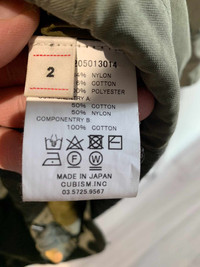 2
205013014
NYLON
COTTON
POLYESTER
RY A
50% COTTON
50% NYLON
COMPONENTRY B
100% COTTON
F W
MADE IN JAPAN
CUBISM.INC
03.5725.9567